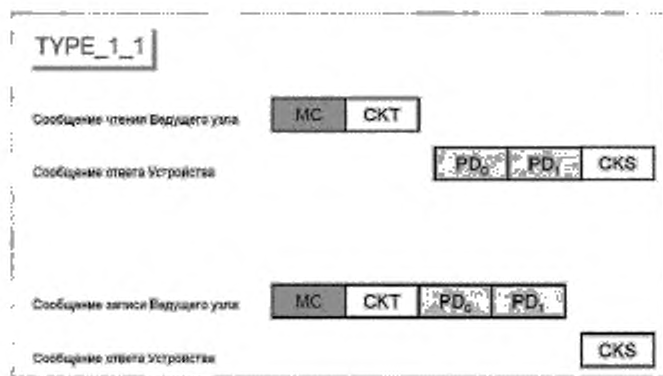 TYPE_1_1
Сообщение чтения Ведущего узла MC CKT
Сообщение ответа Устройства PD₀ PD₁ CKS
Сообщение записи Ведущего узла MC CKT PD₀ PD₁
Сообщение ответа Устройства CKS